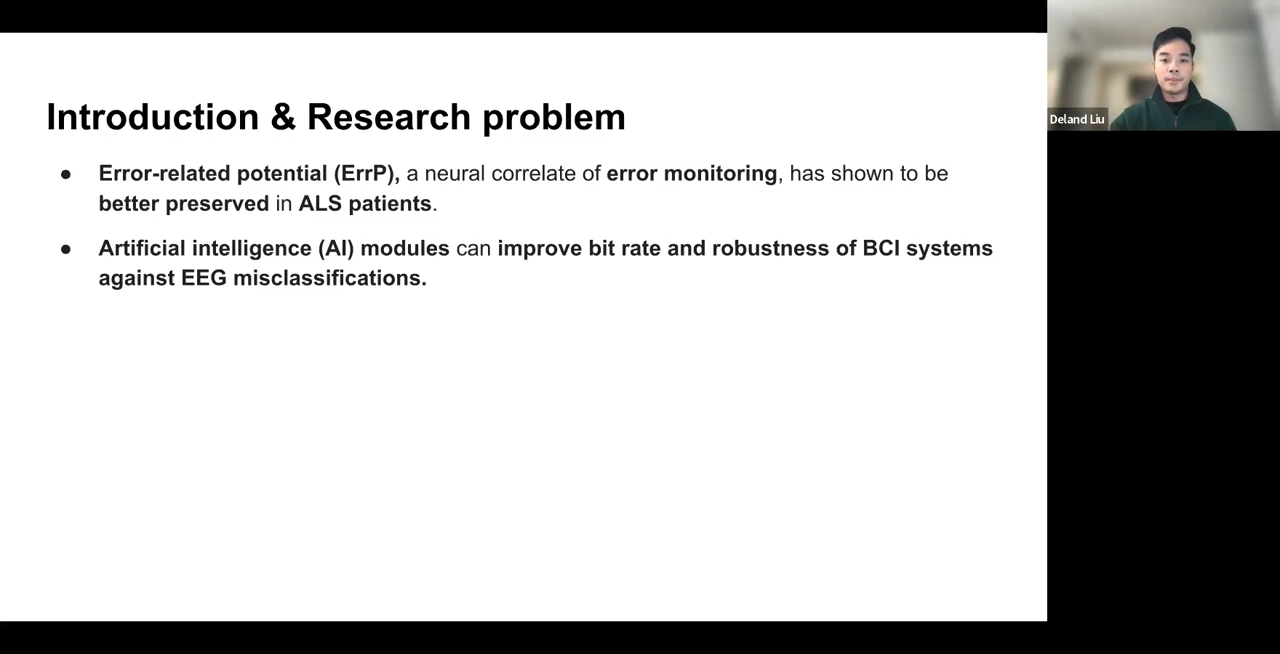 Introduction & Research problem
● Error-related potential (ErrP), a neural correlate of error monitoring, has shown to be
better preserved in ALS patients.
● Artificial intelligence (AI) modules can improve bit rate and robustness of BCI systems
against EEG misclassifications.
Deland Liu